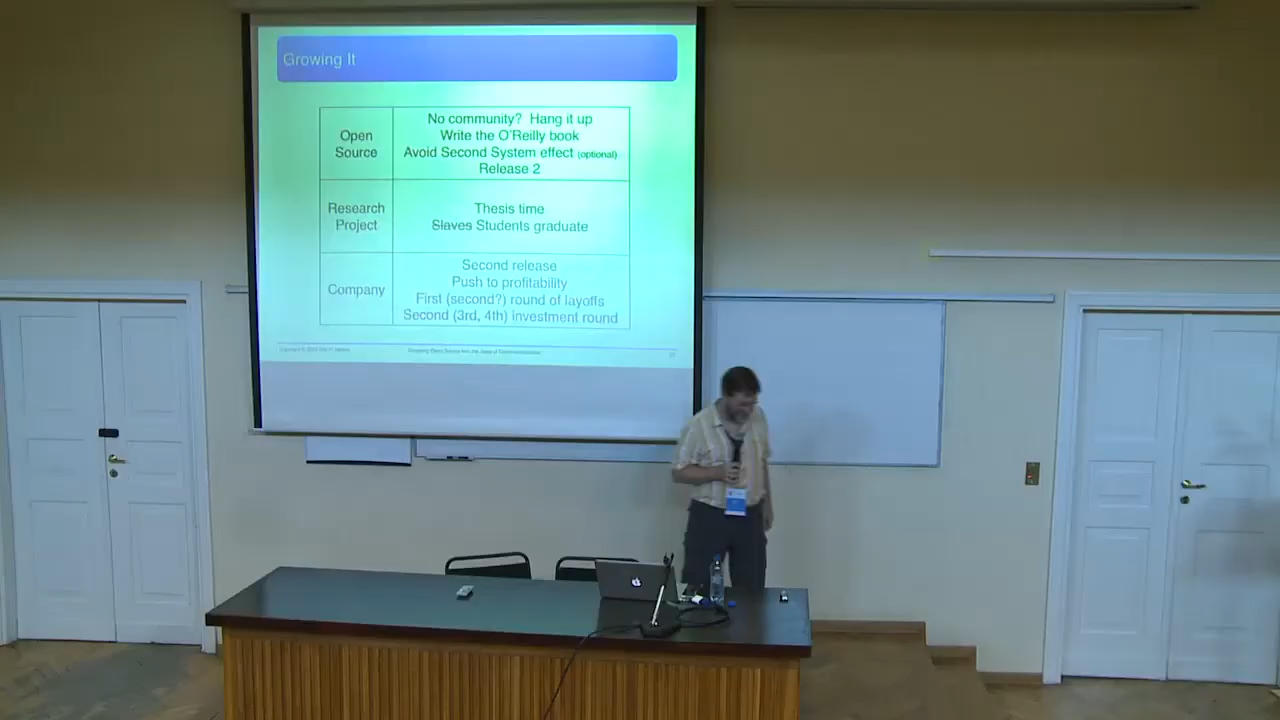 Growing It
Open
Source
No community? Hang it up
Write the O'Reilly book
Avoid Second System effect (optional)
Release 2
Research
Project
Thesis time
Slaves Students graduate
Company
Second release
Push to profitability
First (second?) round of layoffs
Second (3rd, 4th) investment round